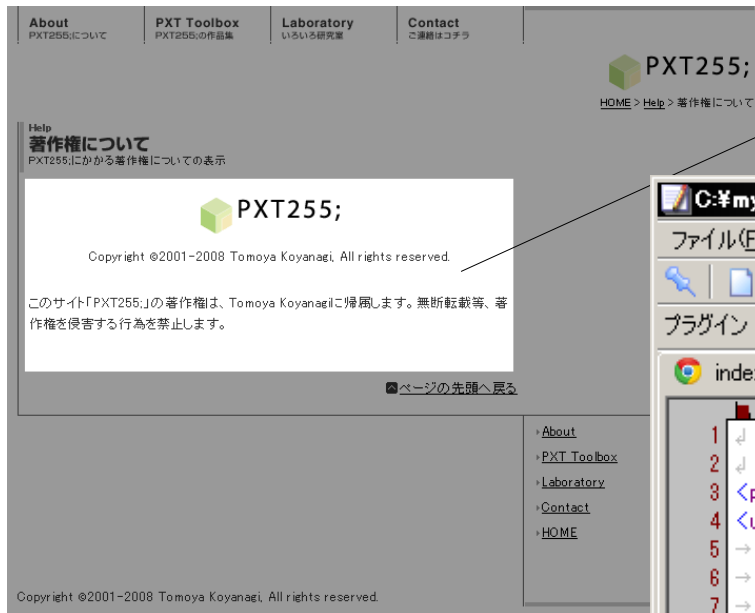 About PXT Toolbox Laboratory Contact
PXT255;について PXT255;の作品集 いろいろ研究室 ご連絡はコチラ
PXT255;
HOME > Help > 著作権について
Help
著作権について
PXT255;にかかる著作権についての表示
PXT255;
Copyright ©2001-2008 Tomoya Koyanagi, All rights reserved.
このサイト「PXT255;」の著作権は、Tomoya Koyanagiに帰属します。無断転載等、著
作権を侵害する行為を禁止します。
ページの先頭へ戻る
About
PXT Toolbox
Laboratory
Contact
HOME
Copyright ©2001-2008 Tomoya Koyanagi, All rights reserved.
C:¥my
ファイル(F
プラグイン
index
1
2
3 <p
4 <u
5
6
7